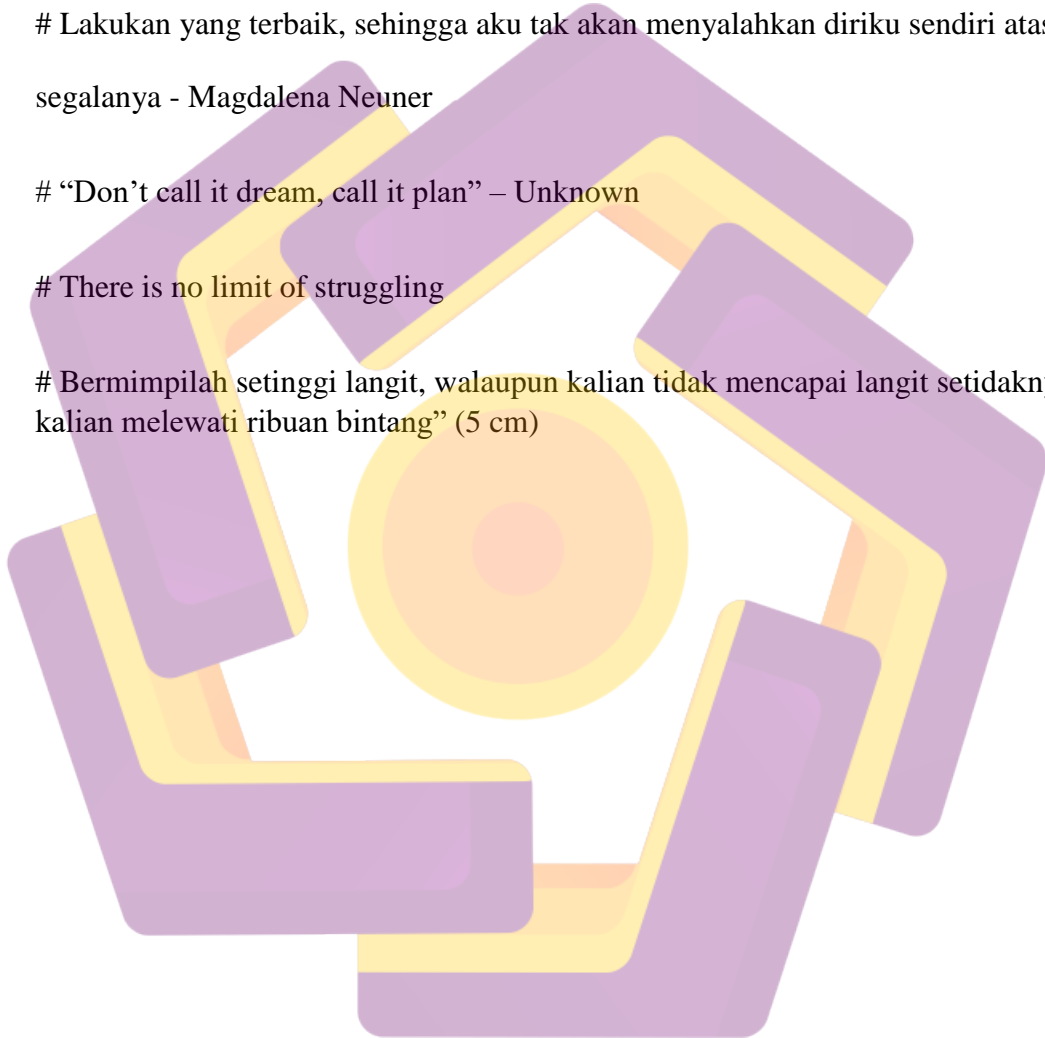 # Lakukan yang terbaik, sehingga aku tak akan menyalahkan diriku sendiri atas
segalanya - Magdalena Neuner
# “Don’t call it dream, call it plan” – Unknown
# There is no limit of struggling
# Bermimpilah setinggi langit, walaupun kalian tidak mencapai langit
kalian melewati ribuan bintang” (5 cm)